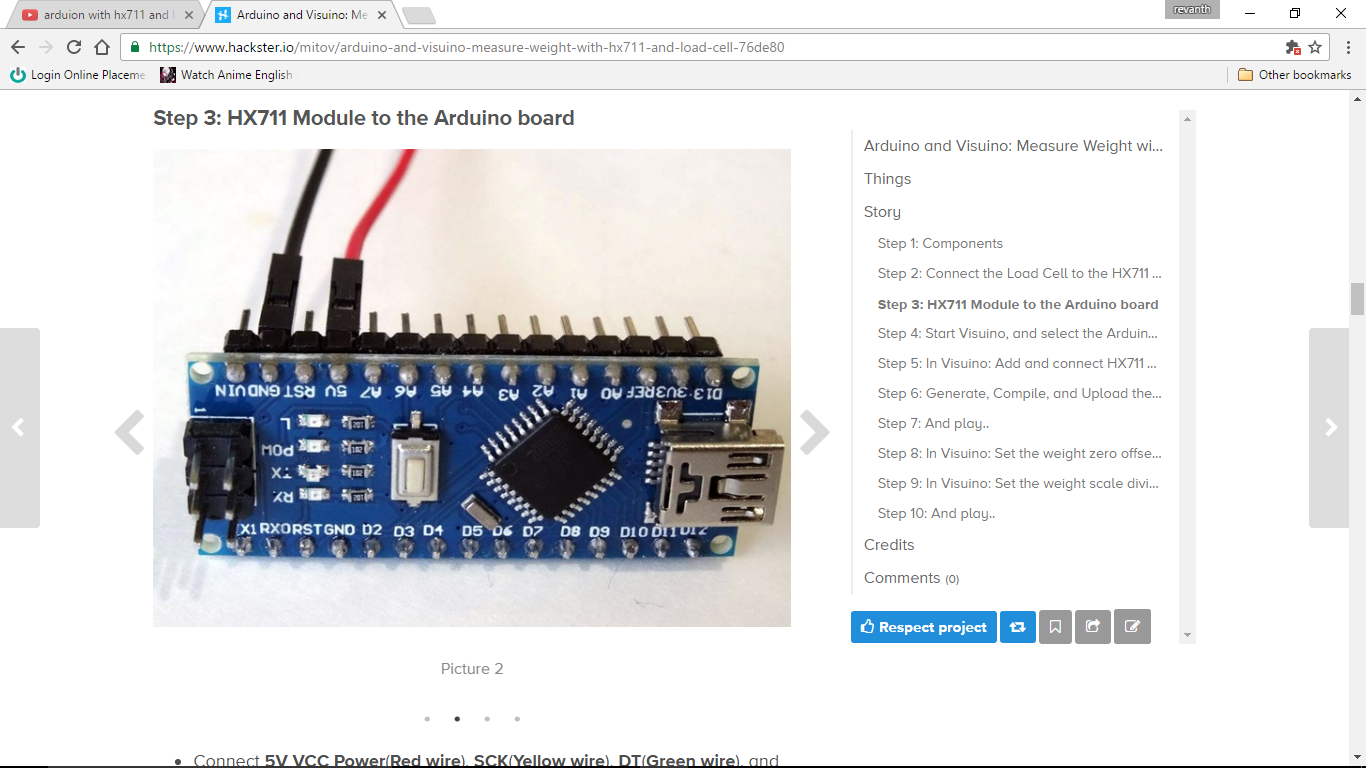 arduion with hx711 and
Arduino and Visuino: Me
revanth
https://www.hackster.io/mitov/arduino-and-visuino-measure-weight-with-hx711-and-load-cell-76de80
Login Online Placeme
Watch Anime English
Other bookmarks
Step 3: HX711 Module to the Arduino board
VIN GND RST 5V A7 A6 A5 A4 A3 A2 A1 A0 REF 3V3 D13
1
L
POW
TX
RX
X1 RX0 RST GND D2 D3 D4 D5 D6 D7 D8 D9 D10 D11 D12
Picture 2
• Connect 5V VCC Power(Red wire), SCK(Yellow wire), DT(Green wire), and
Arduino and Visuino: Measure Weight wi...
Things
Story
Step 1: Components
Step 2: Connect the Load Cell to the HX711 ...
Step 3: HX711 Module to the Arduino board
Step 4: Start Visuino, and select the Arduin...
Step 5: In Visuino: Add and connect HX711 ...
Step 6: Generate, Compile, and Upload the...
Step 7: And play..
Step 8: In Visuino: Set the weight zero offse...
Step 9: In Visuino: Set the weight scale divi...
Step 10: And play..
Credits
Comments (0)
Respect project